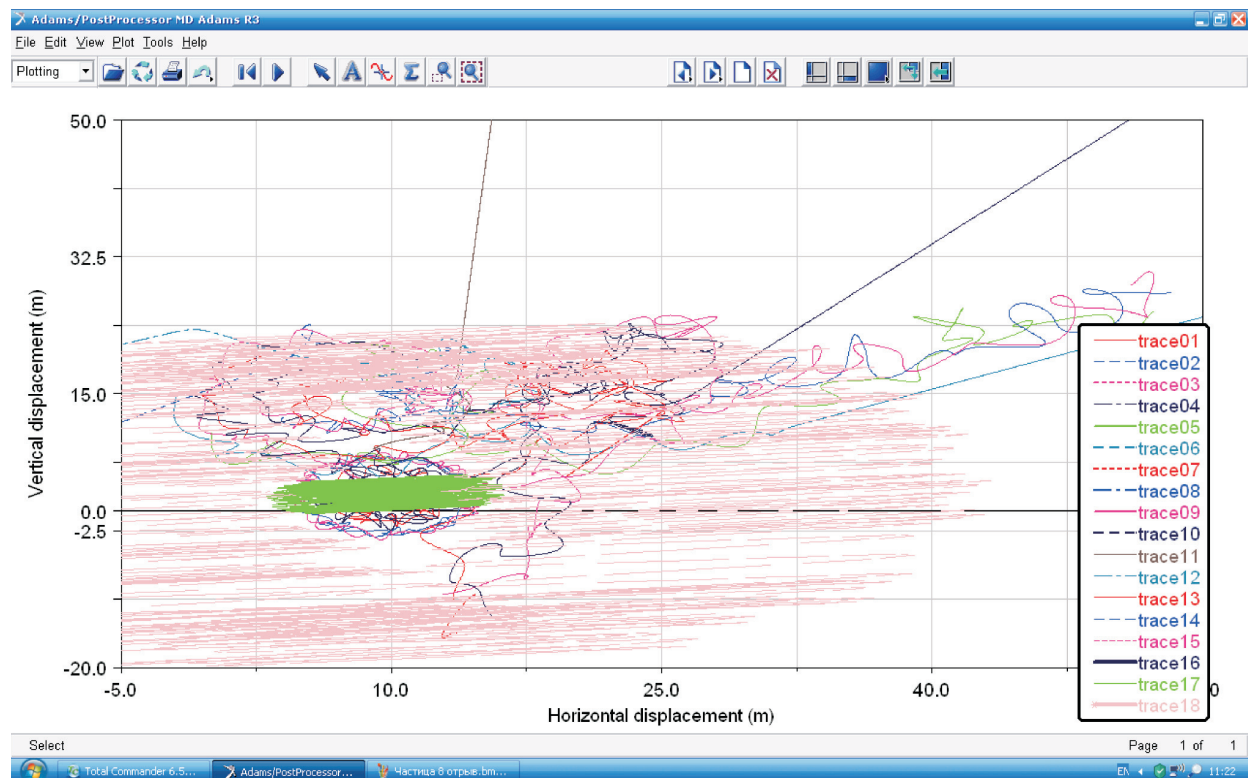 Adams/PostProcessor MD Adams R3
File Edit View Plot Tools Help
Plotting
50.0
32.5
15.0
0.0
-2.5
-20.0
Vertical displacement (m)
-5.0 10.0 25.0 40.0 0
Horizontal displacement (m)
trace01
trace02
trace03
trace04
trace05
trace06
trace07
trace08
trace09
trace10
trace11
trace12
trace13
trace14
trace15
trace16
trace17
trace18
Select Page 1 of 1
Total Commander 6.5... Adams/PostProcessor... Частица 8 отрыв.bm... EN 11:22